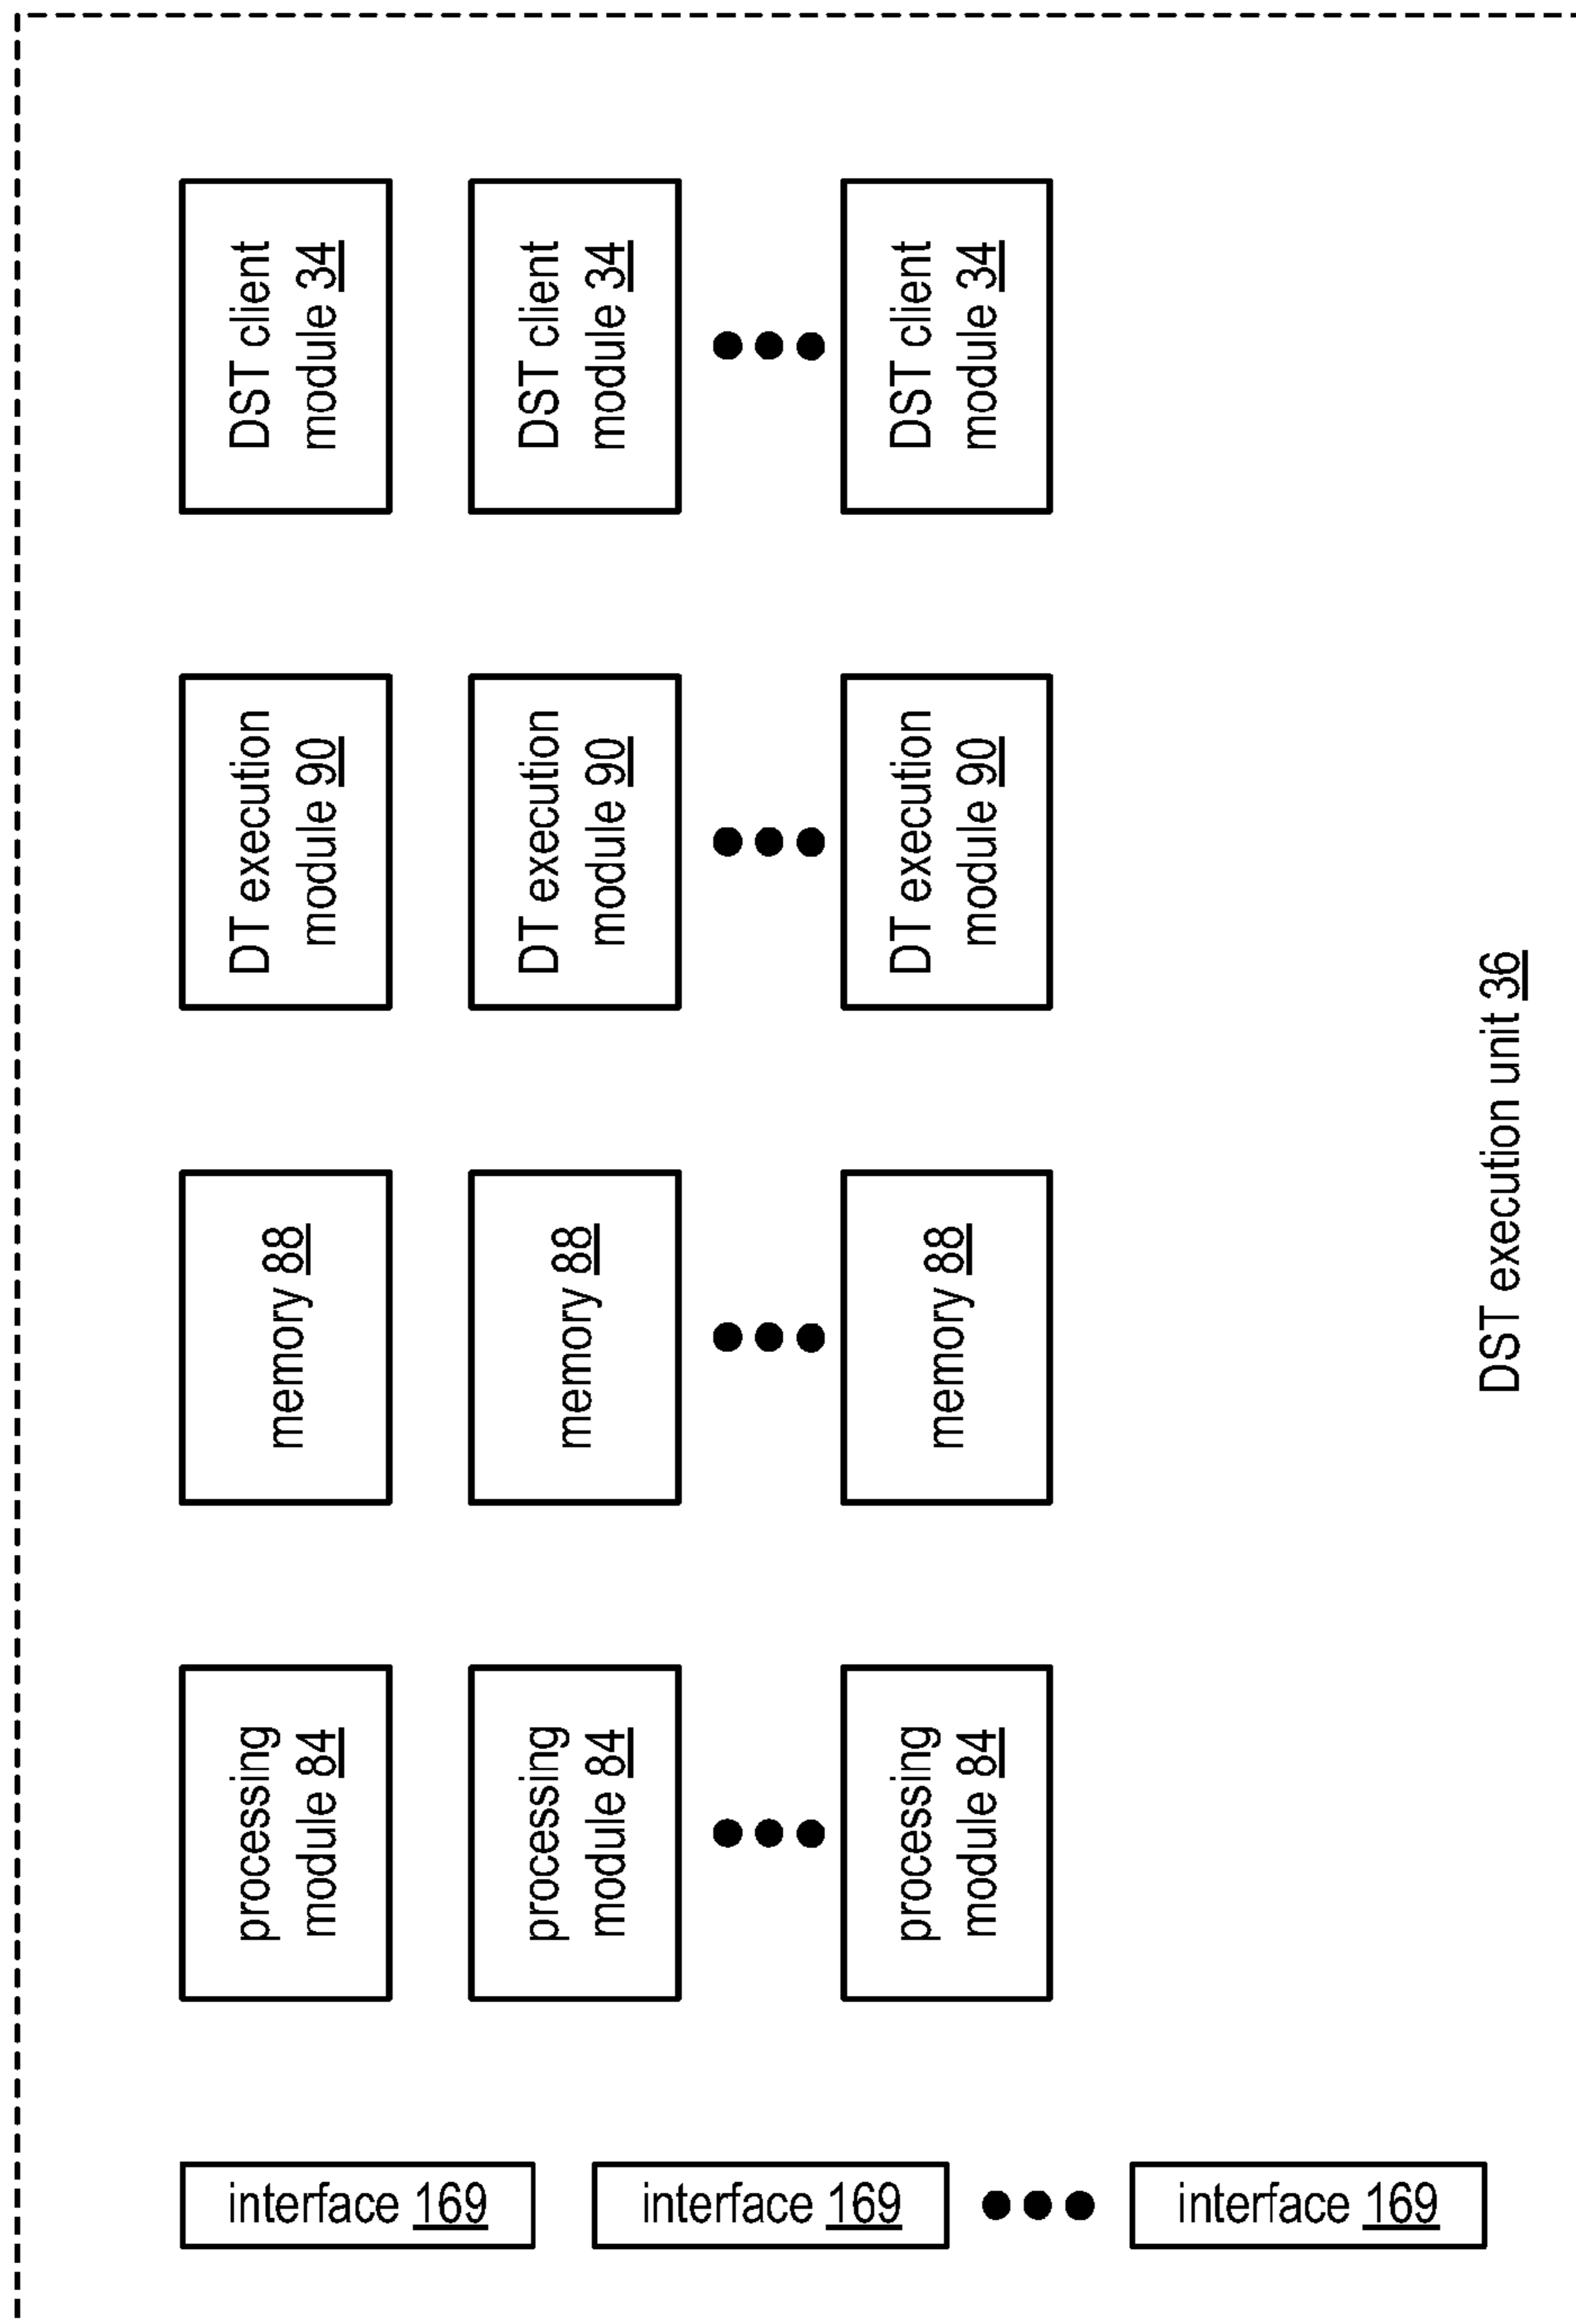 DST client
module 34
DST client
module 34
DST client
module 34
DT execution
module 90
DT execution
module 90
DT execution
module 90
memory 88
memory 88
memory 88
processing
module 84
processing
module 84
processing
module 84
interface 169
interface 169
interface 169
DST execution unit 36